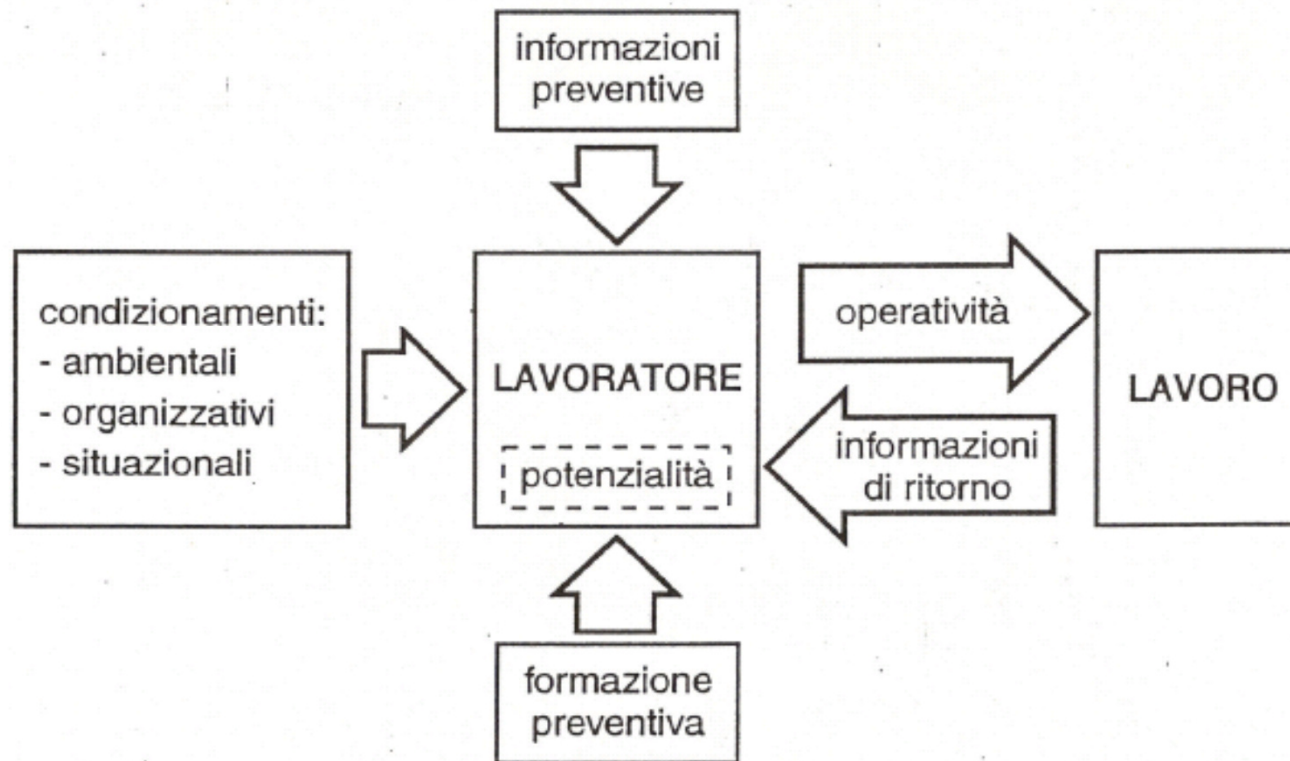 informazioni
preventive
condizionamenti:
- ambientali
- organizzativi
- situazionali
LAVORATORE
potenzialità
operatività
informazioni
di ritorno
LAVORO
formazione
preventiva